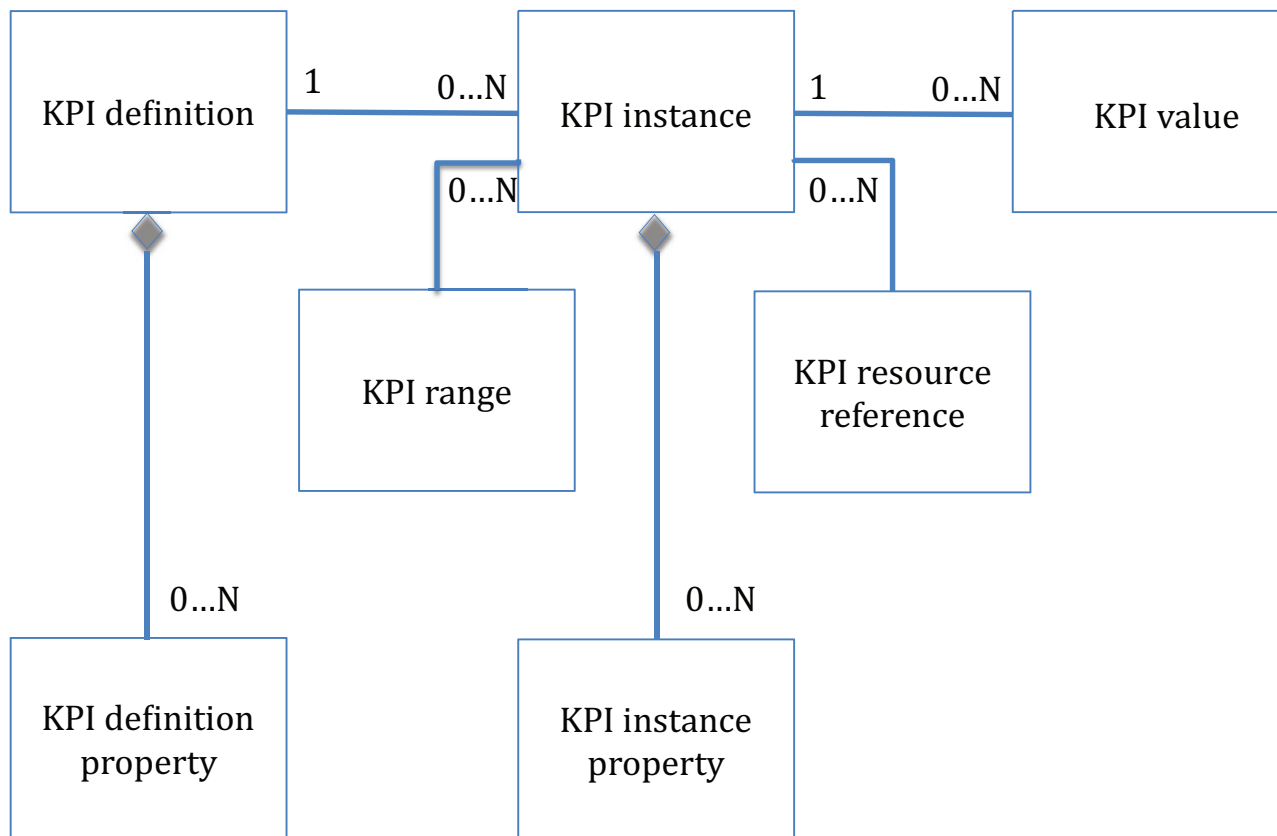 1
0...N
1
0...N
KPI definition
KPI instance
KPI value
0...N
0...N
KPI range
KPI resource
reference
0...N
0...N
KPI definition
property
KPI instance
property